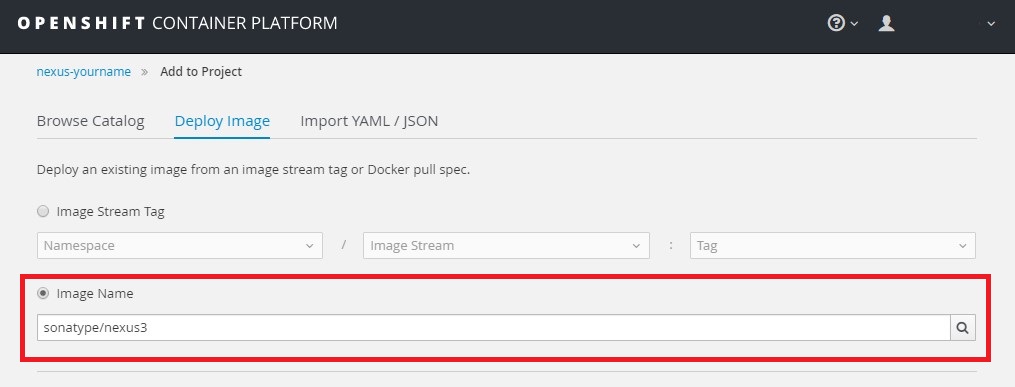 OPENSHIFT CONTAINER PLATFORM
nexus-yourname » Add to Project
Browse Catalog Deploy Image Import YAML / JSON
Deploy an existing image from an image stream tag or Docker pull spec.
Image Stream Tag
Namespace / Image Stream : Tag
Image Name
sonatype/nexus3